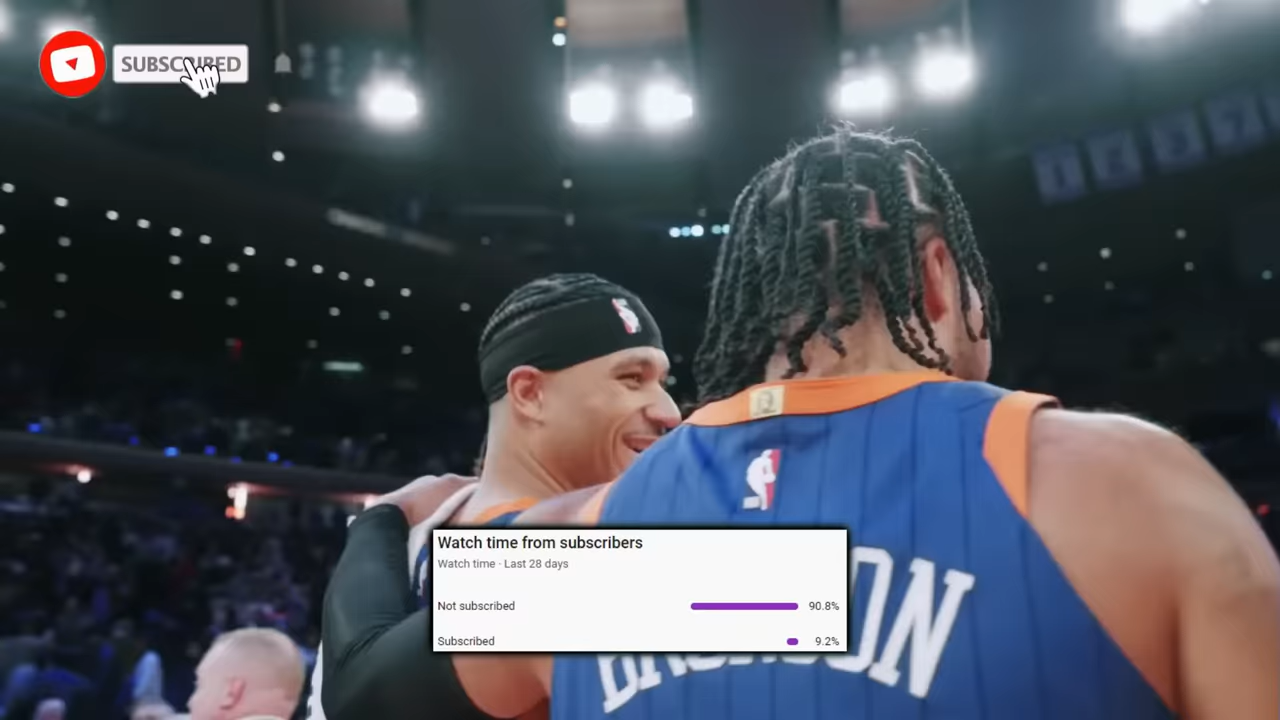 SUBSCRIBED
Watch time from subscribers
Watch time · Last 28 days
Not subscribed 90.8%
Subscribed 9.2%